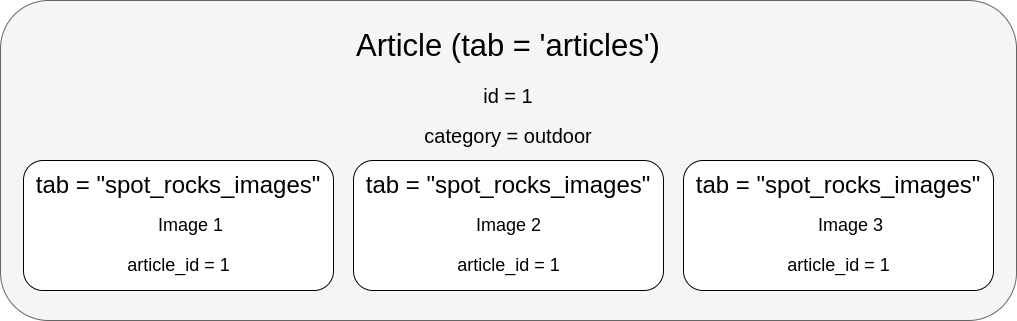 Article (tab = 'articles')
id = 1
category = outdoor
tab = "spot_rocks_images"
Image 1
article_id = 1
tab = "spot_rocks_images"
Image 2
article_id = 1
tab = "spot_rocks_images"
Image 3
article_id = 1